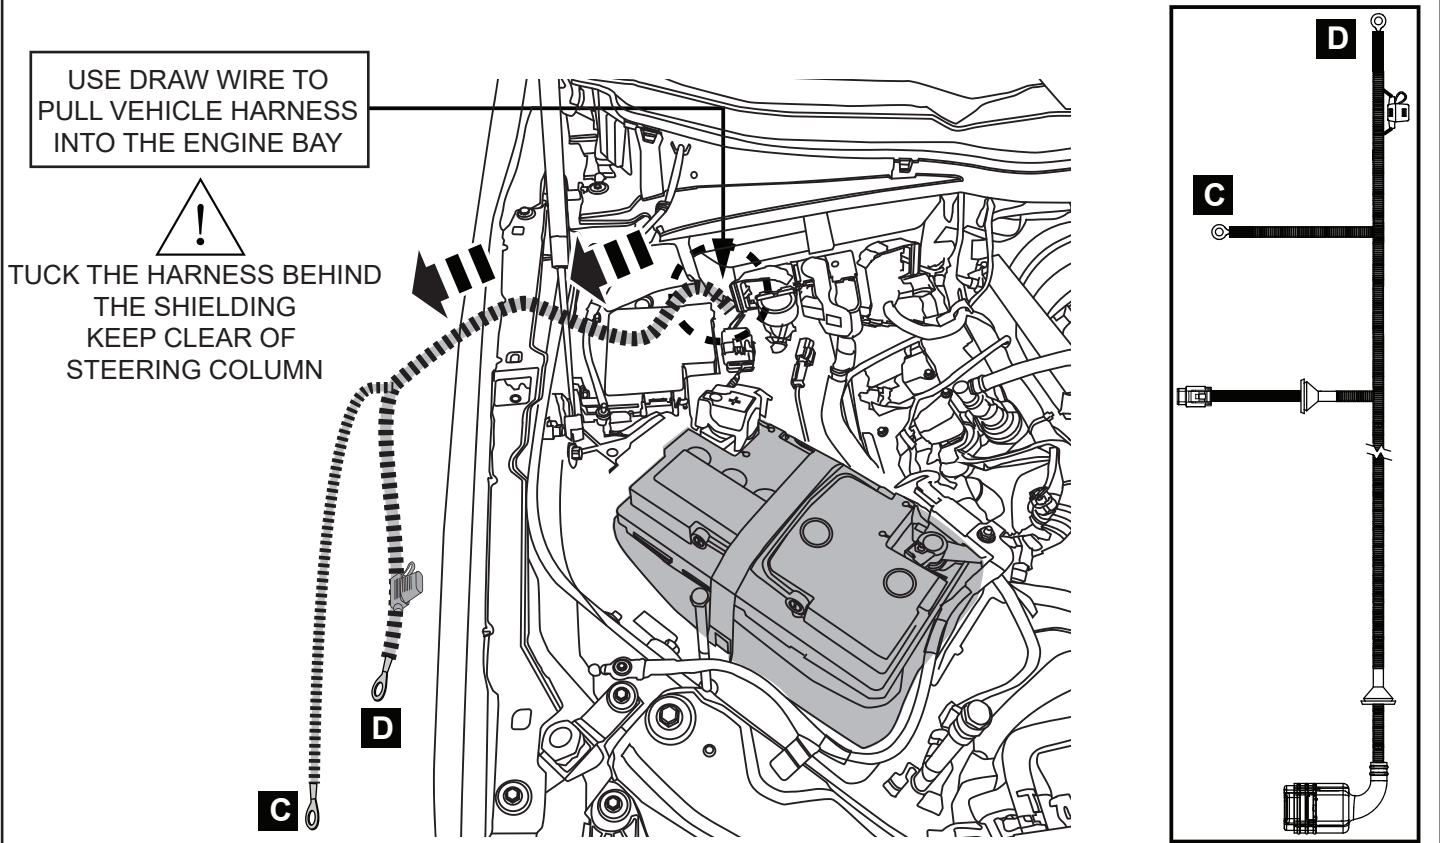 USE DRAW WIRE TO
PULL VEHICLE HARNESS
INTO THE ENGINE BAY
!
TUCK THE HARNESS BEHIND
THE SHIELDING
KEEP CLEAR OF
STEERING COLUMN
+
D
C
D
C